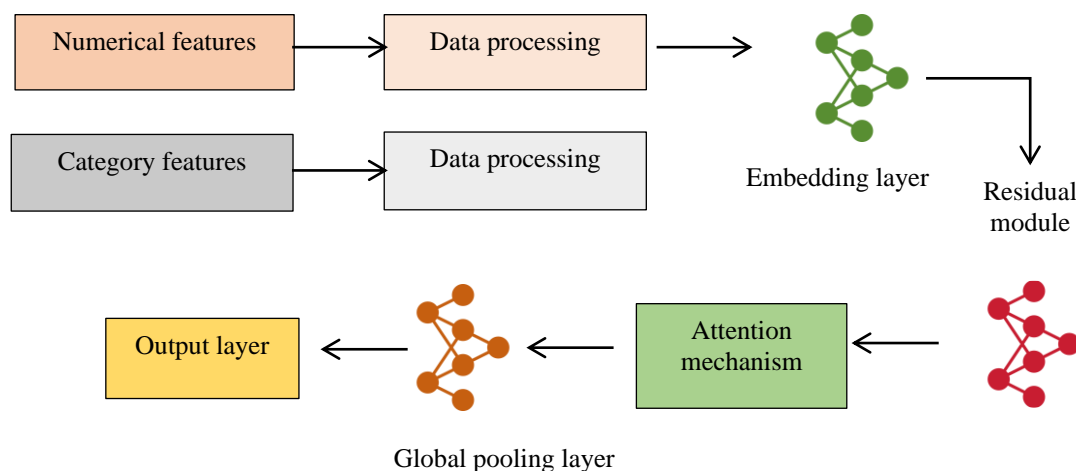 Numerical features
Data processing
Category features
Data processing
Embedding layer
Residual
module
Output layer
Attention
mechanism
Global pooling layer